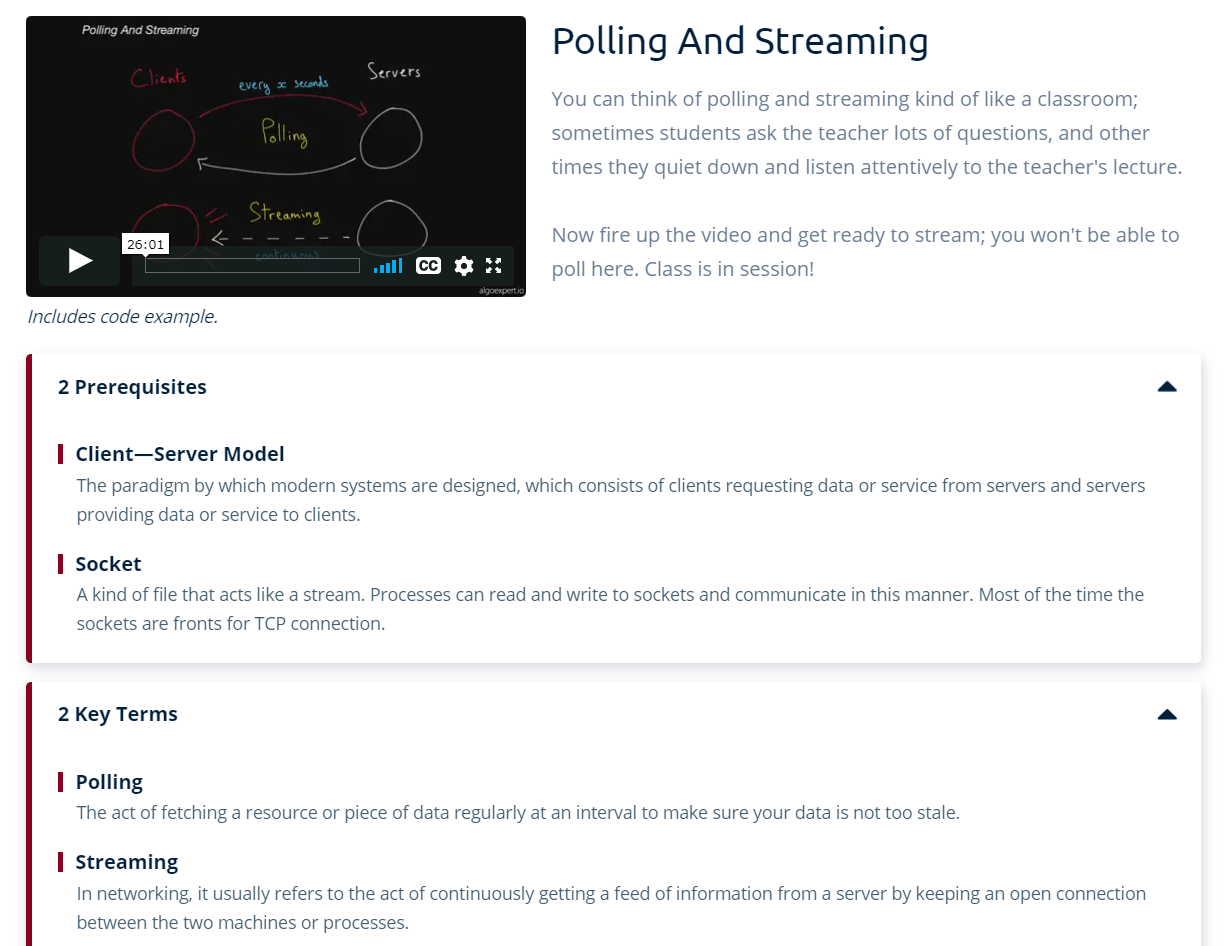 Polling And Streaming
Clients
every x seconds
Servers
Polling
Streaming
continuous
26:01
CC
algoexpert.io
Includes code example.
Polling And Streaming
You can think of polling and streaming kind of like a classroom;
sometimes students ask the teacher lots of questions, and other
times they quiet down and listen attentively to the teacher's lecture.
Now fire up the video and get ready to stream; you won't be able to
poll here. Class is in session!
2 Prerequisites
Client—Server Model
The paradigm by which modern systems are designed, which consists of clients requesting data or service from servers and servers
providing data or service to clients.
Socket
A kind of file that acts like a stream. Processes can read and write to sockets and communicate in this manner. Most of the time the
sockets are fronts for TCP connection.
2 Key Terms
Polling
The act of fetching a resource or piece of data regularly at an interval to make sure your data is not too stale.
Streaming
In networking, it usually refers to the act of continuously getting a feed of information from a server by keeping an open connection
between the two machines or processes.